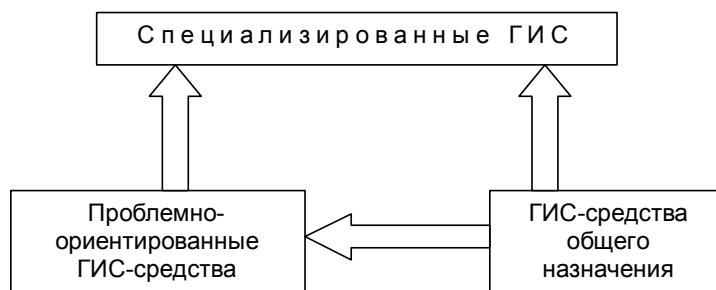 Специализированные ГИС
Проблемно-
ориентированные
ГИС-средства
ГИС-средства
общего
назначения